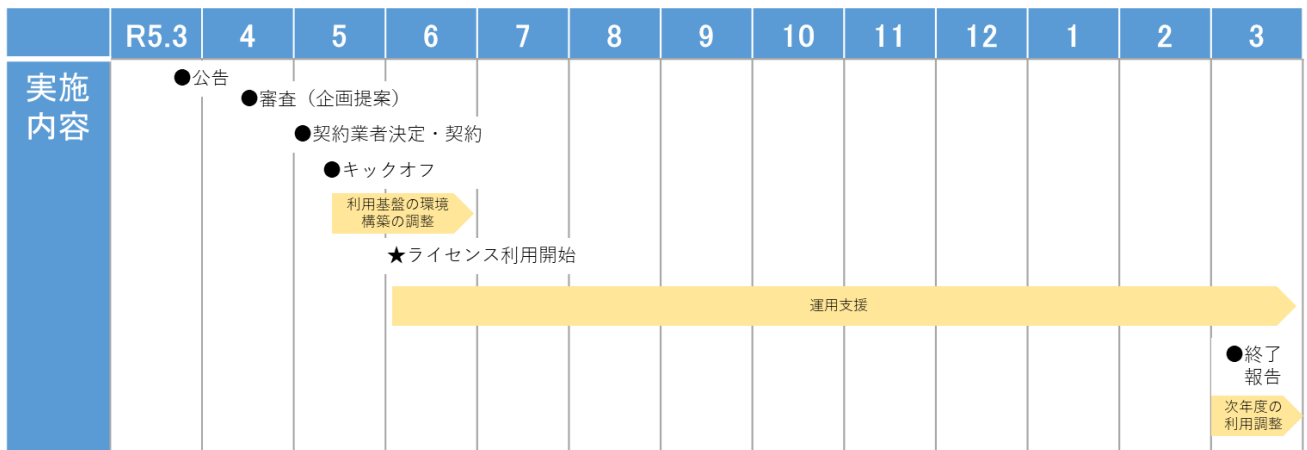 R5.3 4 5 6 7 8 9 10 11 12 1 2 3
実施
内容
●公告
●審査（企画提案）
●契約業者決定・契約
●キックオフ
利用基盤の環境
構築の調整
★ライセンス利用開始
運用支援
●終了
報告
次年度の
利用調整